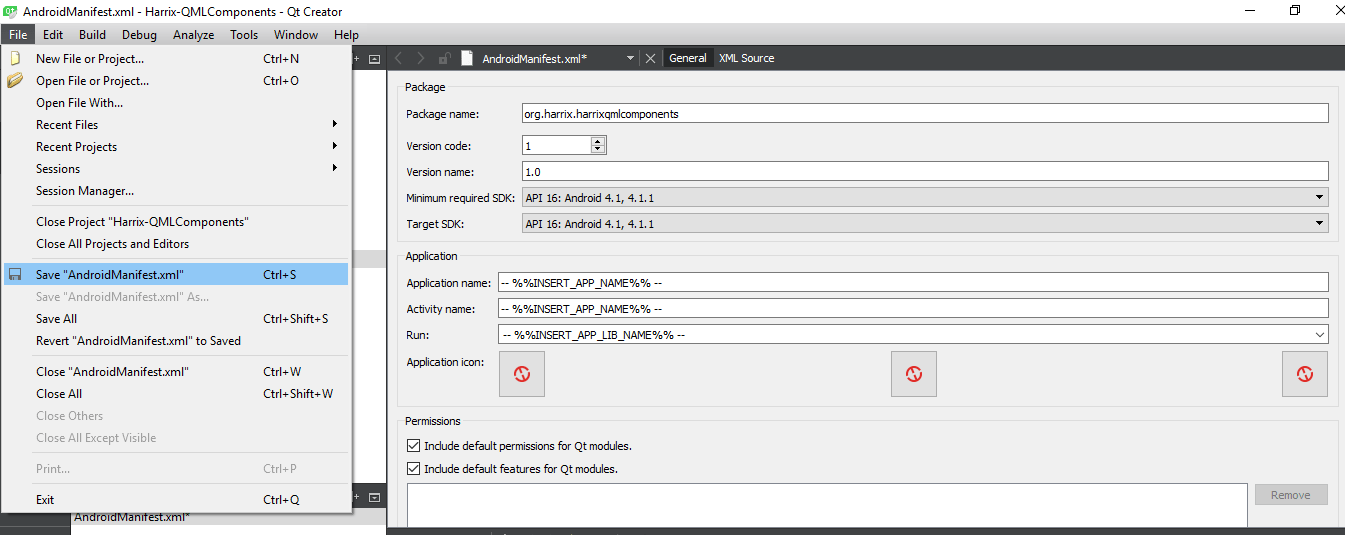 AndroidManifest.xml - Harrix-QMLComponents - Qt Creator
File Edit Build Debug Analyze Tools Window Help
New File or Project... Ctrl+N
Open File or Project... Ctrl+O
Open File With...
Recent Files
Recent Projects
Sessions
Session Manager...
Close Project "Harrix-QMLComponents"
Close All Projects and Editors
Save "AndroidManifest.xml" Ctrl+S
Save "AndroidManifest.xml" As...
Save All Ctrl+Shift+S
Revert "AndroidManifest.xml" to Saved
Close "AndroidManifest.xml" Ctrl+W
Close All Ctrl+Shift+W
Close Others
Close All Except Visible
Print... Ctrl+P
Exit Ctrl+Q
AndroidManifest.xml*
AndroidManifest.xml* General XML Source
Package
Package name: org.harrix.harrixqmlcomponents
Version code: 1
Version name: 1.0
Minimum required SDK: API 16: Android 4.1, 4.1.1
Target SDK: API 16: Android 4.1, 4.1.1
Application
Application name: -- %%INSERT_APP_NAME%% --
Activity name: -- %%INSERT_APP_NAME%% --
Run: -- %%INSERT_APP_LIB_NAME%% --
Application icon:
Permissions
Include default permissions for Qt modules.
Include default features for Qt modules.
Remove